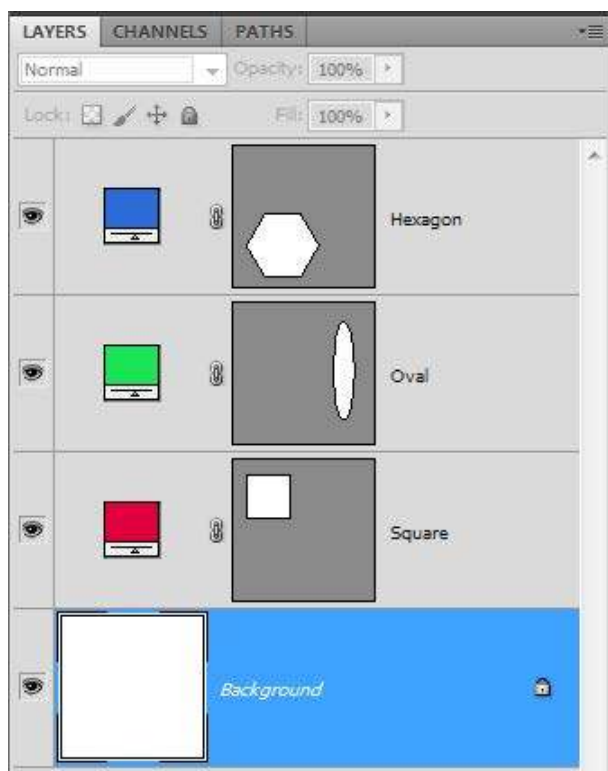 LAYERS CHANNELS PATHS
Normal Opacity: 100%
Lock: Fill: 100%
Hexagon
Oval
Square
Background